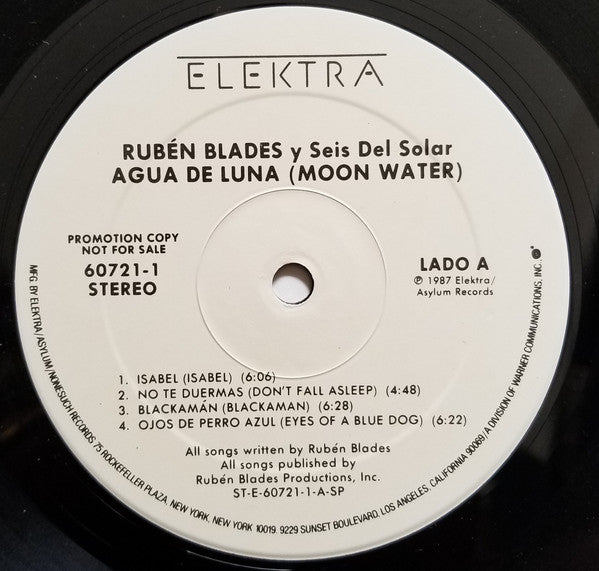 ELEKTRA
RUBÉN BLADES y Seis Del Solar
AGUA DE LUNA (MOON WATER)
PROMOTION COPY
NOT FOR SALE
60721-1
STEREO
LADO A
℗ 1987 Elektra/
Asylum Records
1. ISABEL (ISABEL) (6:06)
2. NO TE DUERMAS (DON'T FALL ASLEEP) (4:48)
3. BLACKAMÁN (BLACKAMAN) (6:28)
4. OJOS DE PERRO AZUL (EYES OF A BLUE DOG) (6:22)
All songs written by Rubén Blades
All songs published by
Rubén Blades Productions, Inc.
ST-E-60721-1-A-SP
MFG. BY ELEKTRA/ASYLUM/NONESUCH RECORDS 75 ROCKEFELLER PLAZA, NEW YORK, NEW YORK 10019. 9229 SUNSET BOULEVARD, LOS ANGELES, CALIFORNIA 90069/A DIVISION OF WARNER COMMUNICATIONS, INC.